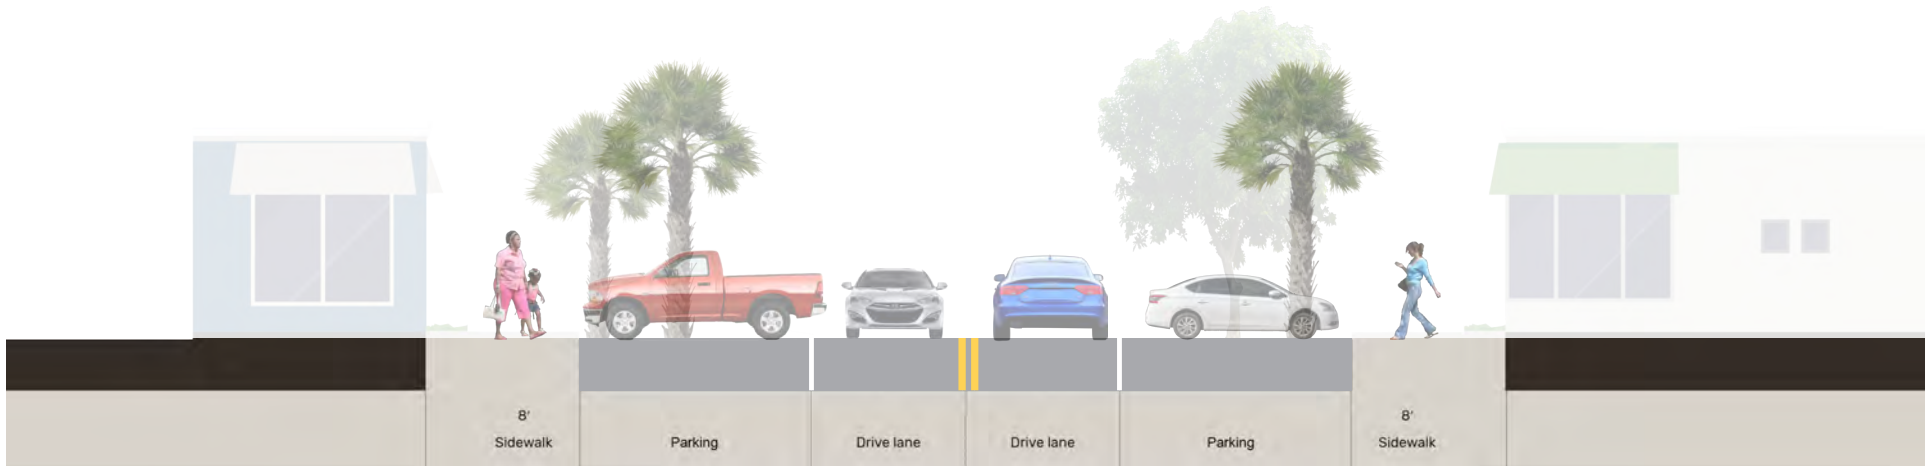 8'
Sidewalk
Parking
Drive lane
Drive lane
Parking
8'
Sidewalk